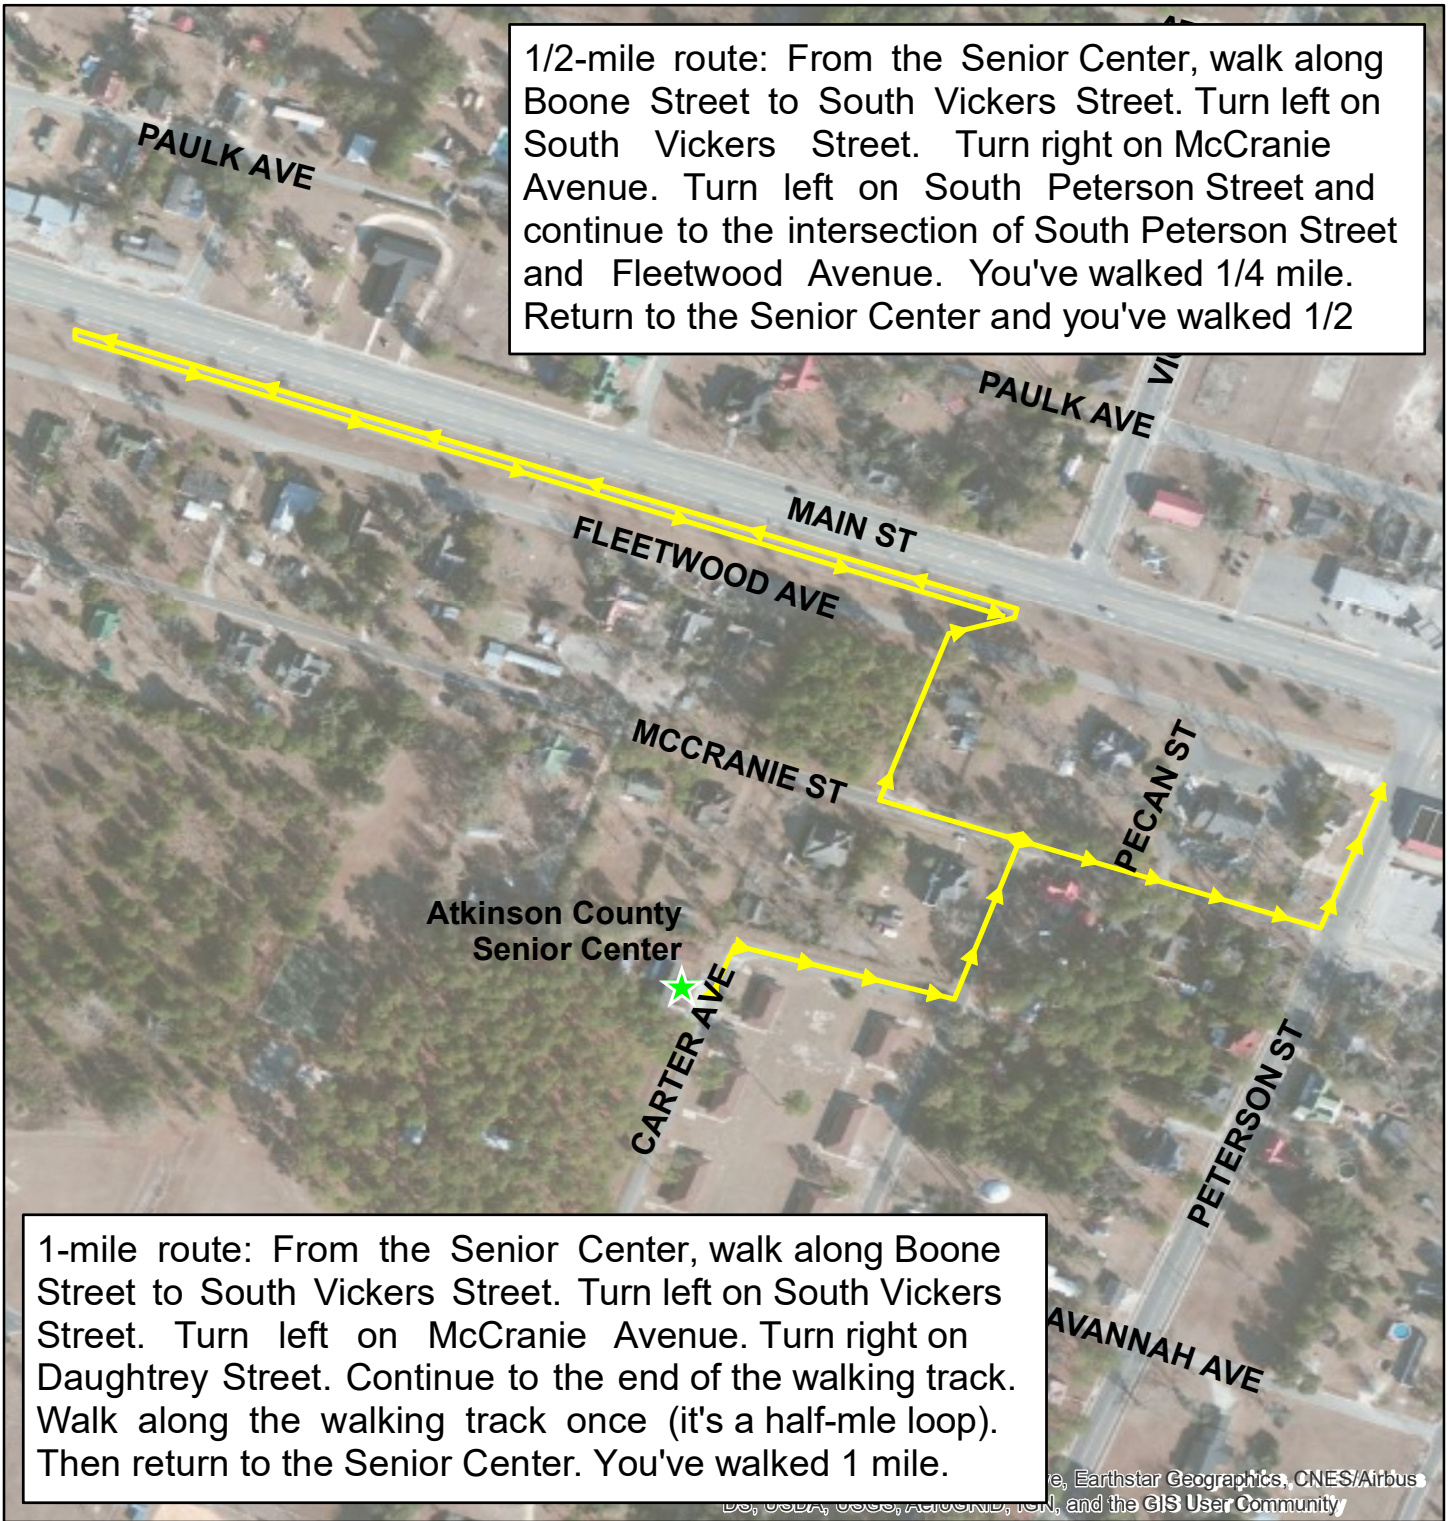 1/2-mile route: From the Senior Center, walk along
Boone Street to South Vickers Street. Turn left on
South Vickers Street. Turn right on McCranie
Avenue. Turn left on South Peterson Street and
continue to the intersection of South Peterson Street
and Fleetwood Avenue. You've walked 1/4 mile.
Return to the Senior Center and you've walked 1/2
PAULK AVE
PAULK AVE
MAIN ST
FLEETWOOD AVE
MCCRANIE ST
PECAN ST
Atkinson County
Senior Center
CARTER AVE
PETERSON ST
AVANNAH AVE
1-mile route: From the Senior Center, walk along Boone
Street to South Vickers Street. Turn left on South Vickers
Street. Turn left on McCranie Avenue. Turn right on
Daughtrey Street. Continue to the end of the walking track.
Walk along the walking track once (it's a half-mle loop).
Then return to the Senior Center. You've walked 1 mile.
e, Earthstar Geographics, CNES/Airbus
DS, USDA, USGS, AeroGRID, IGN, and the GIS User Community